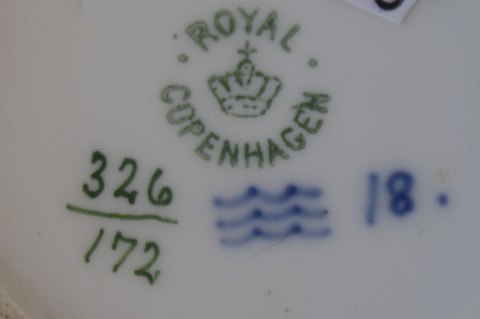 ROYAL
COPENHAGEN
326
172
18.